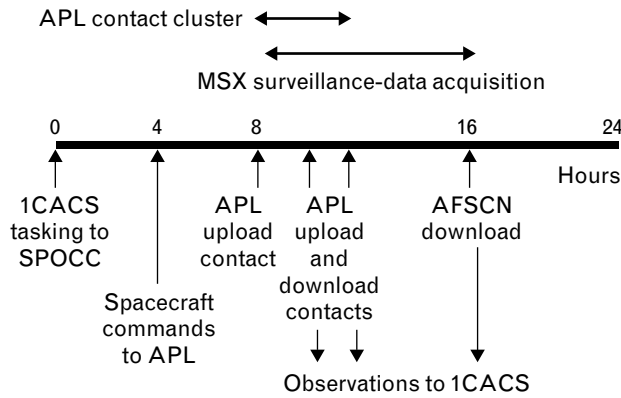 APL contact cluster
MSX surveillance-data acquisition
0 4 8 16 24
Hours
1CACS
tasking to
SPOCC
Spacecraft
commands
to APL
APL
upload
contact
APL
upload
and
download
contacts
AFSCN
download
Observations to 1CACS